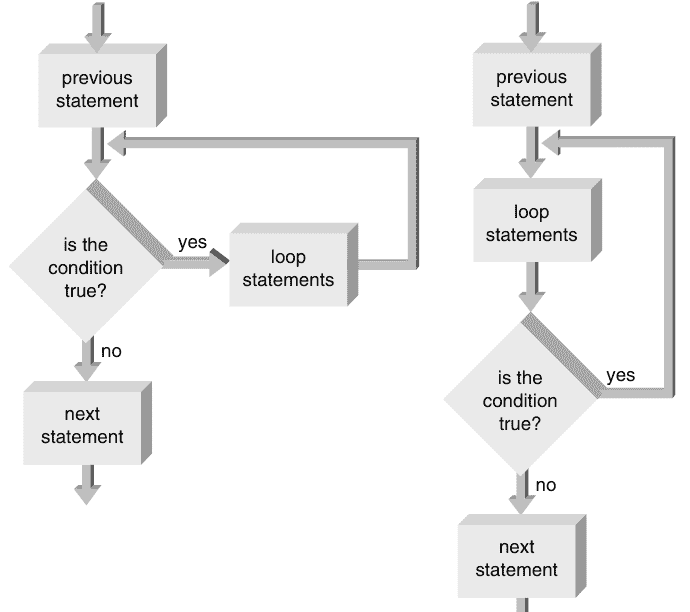 previous
statement
is the
condition
true?
yes
loop
statements
no
next
statement
previous
statement
loop
statements
is the
condition
true?
yes
no
next
statement